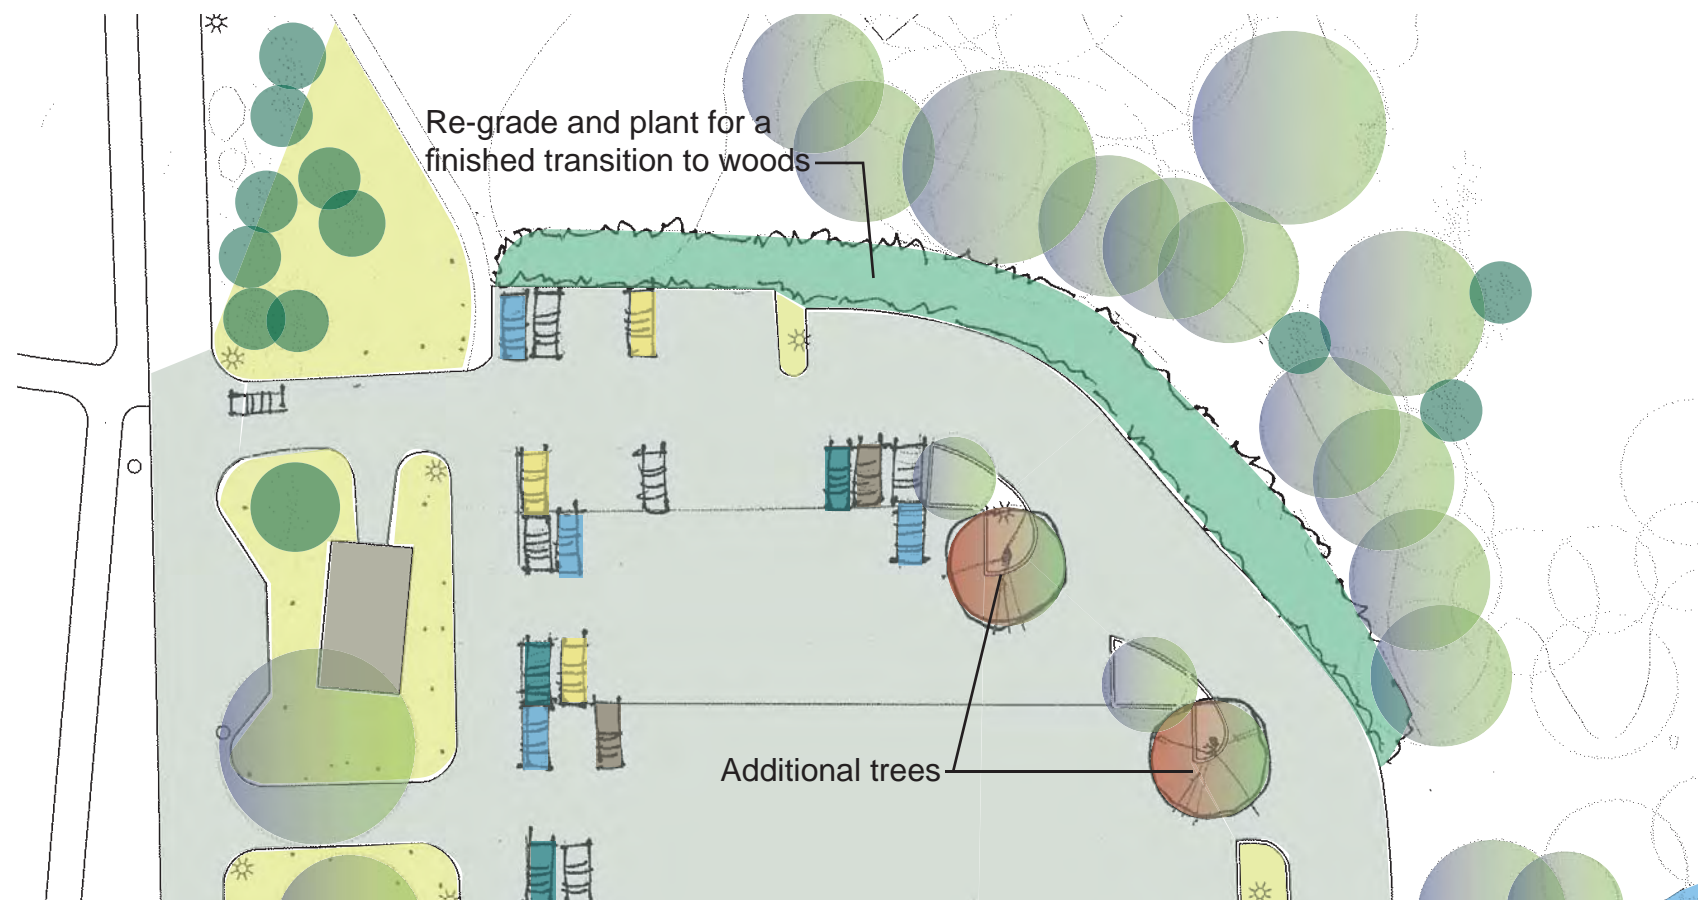 Re-grade and plant for a
finished transition to woods
Additional trees